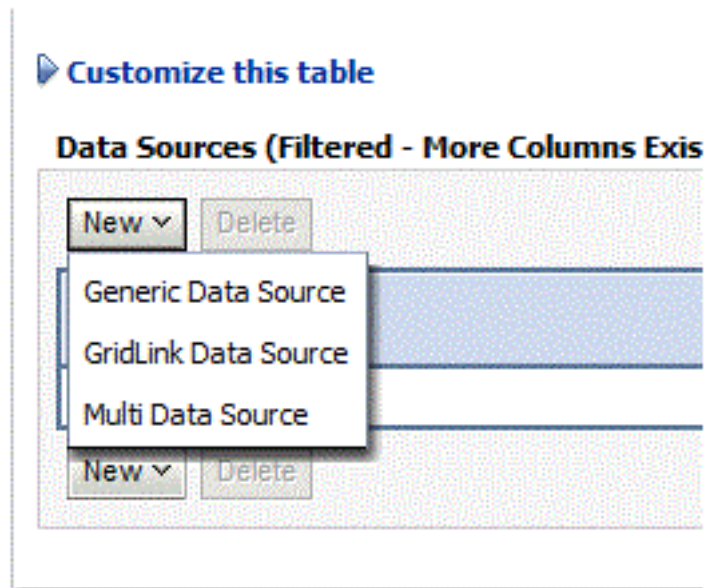 Customize this table
Data Sources (Filtered - More Columns Exis
New Delete
Generic Data Source
GridLink Data Source
Multi Data Source
New Delete